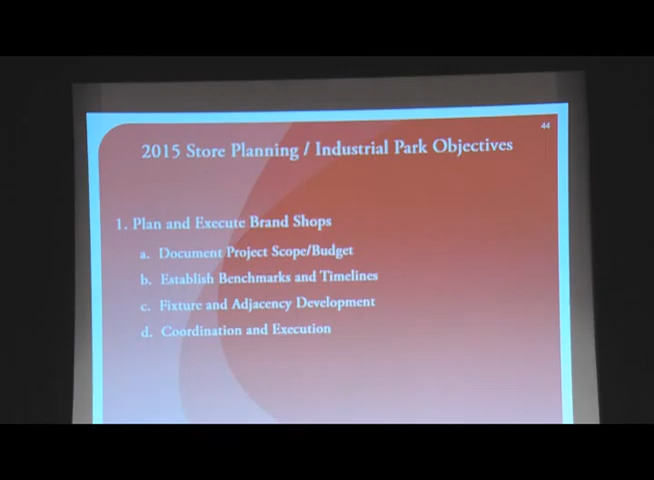 44
2015 Store Planning / Industrial Park Objectives
1. Plan and Execute Brand Shops
a. Document Project Scope/Budget
b. Establish Benchmarks and Timelines
c. Fixture and Adjacency Development
d. Coordination and Execution